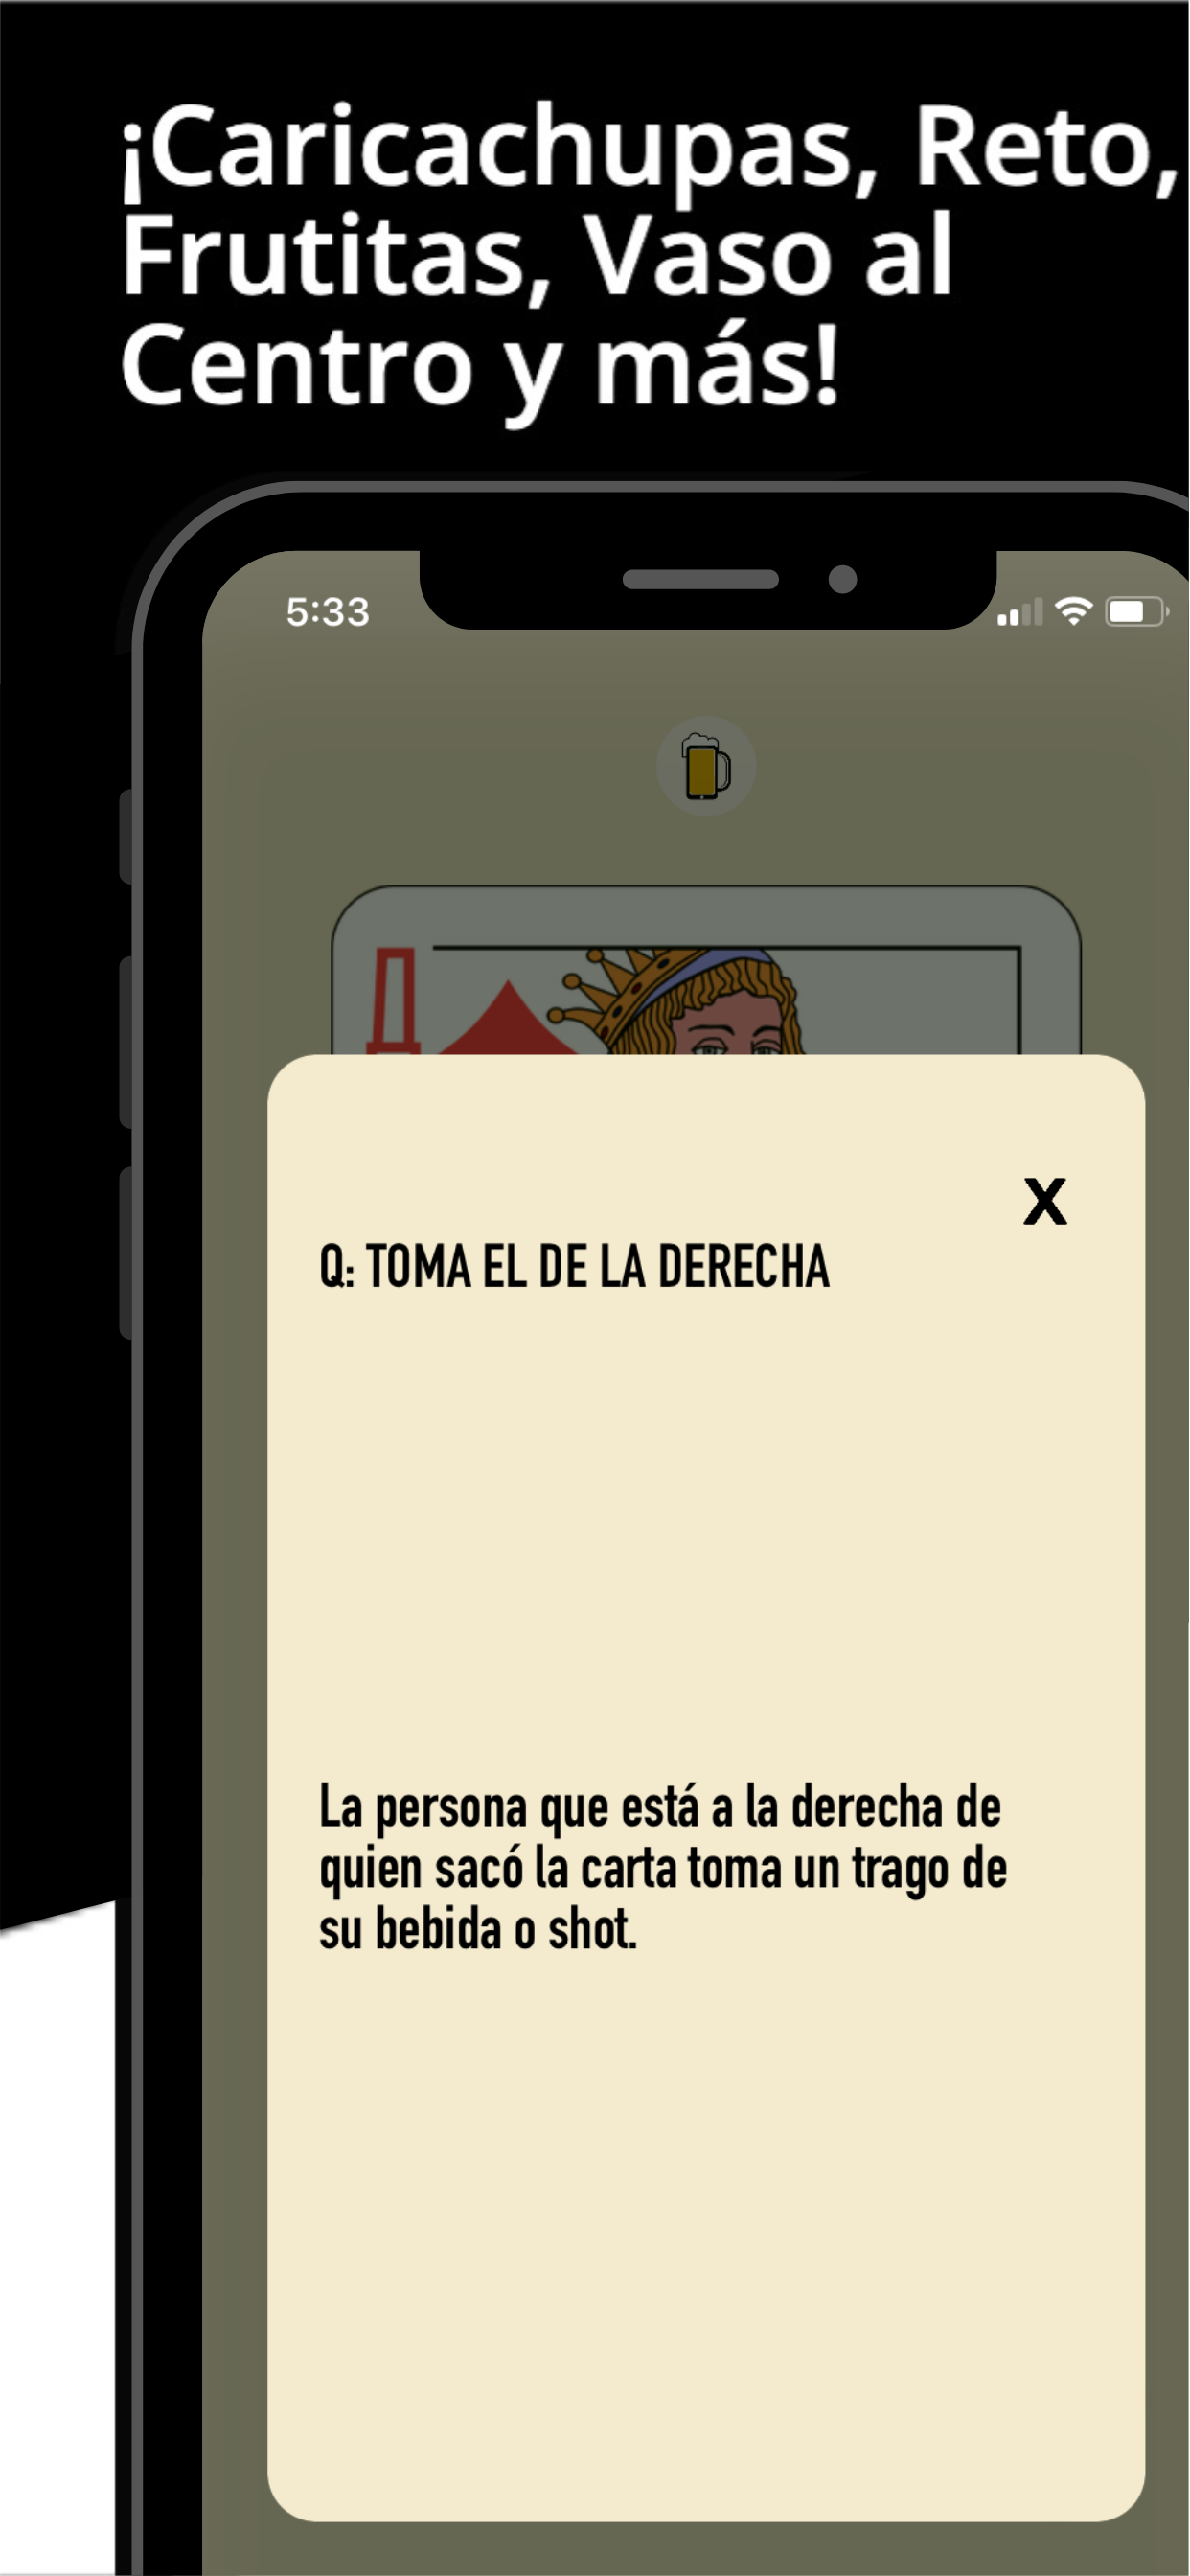 ¡Caricachupas, Reto,
Frutitas, Vaso al
Centro y más!
5:33
X
Q: TOMA EL DE LA DERECHA
La persona que está a la derecha de
quien sacó la carta toma un trago de
su bebida o shot.